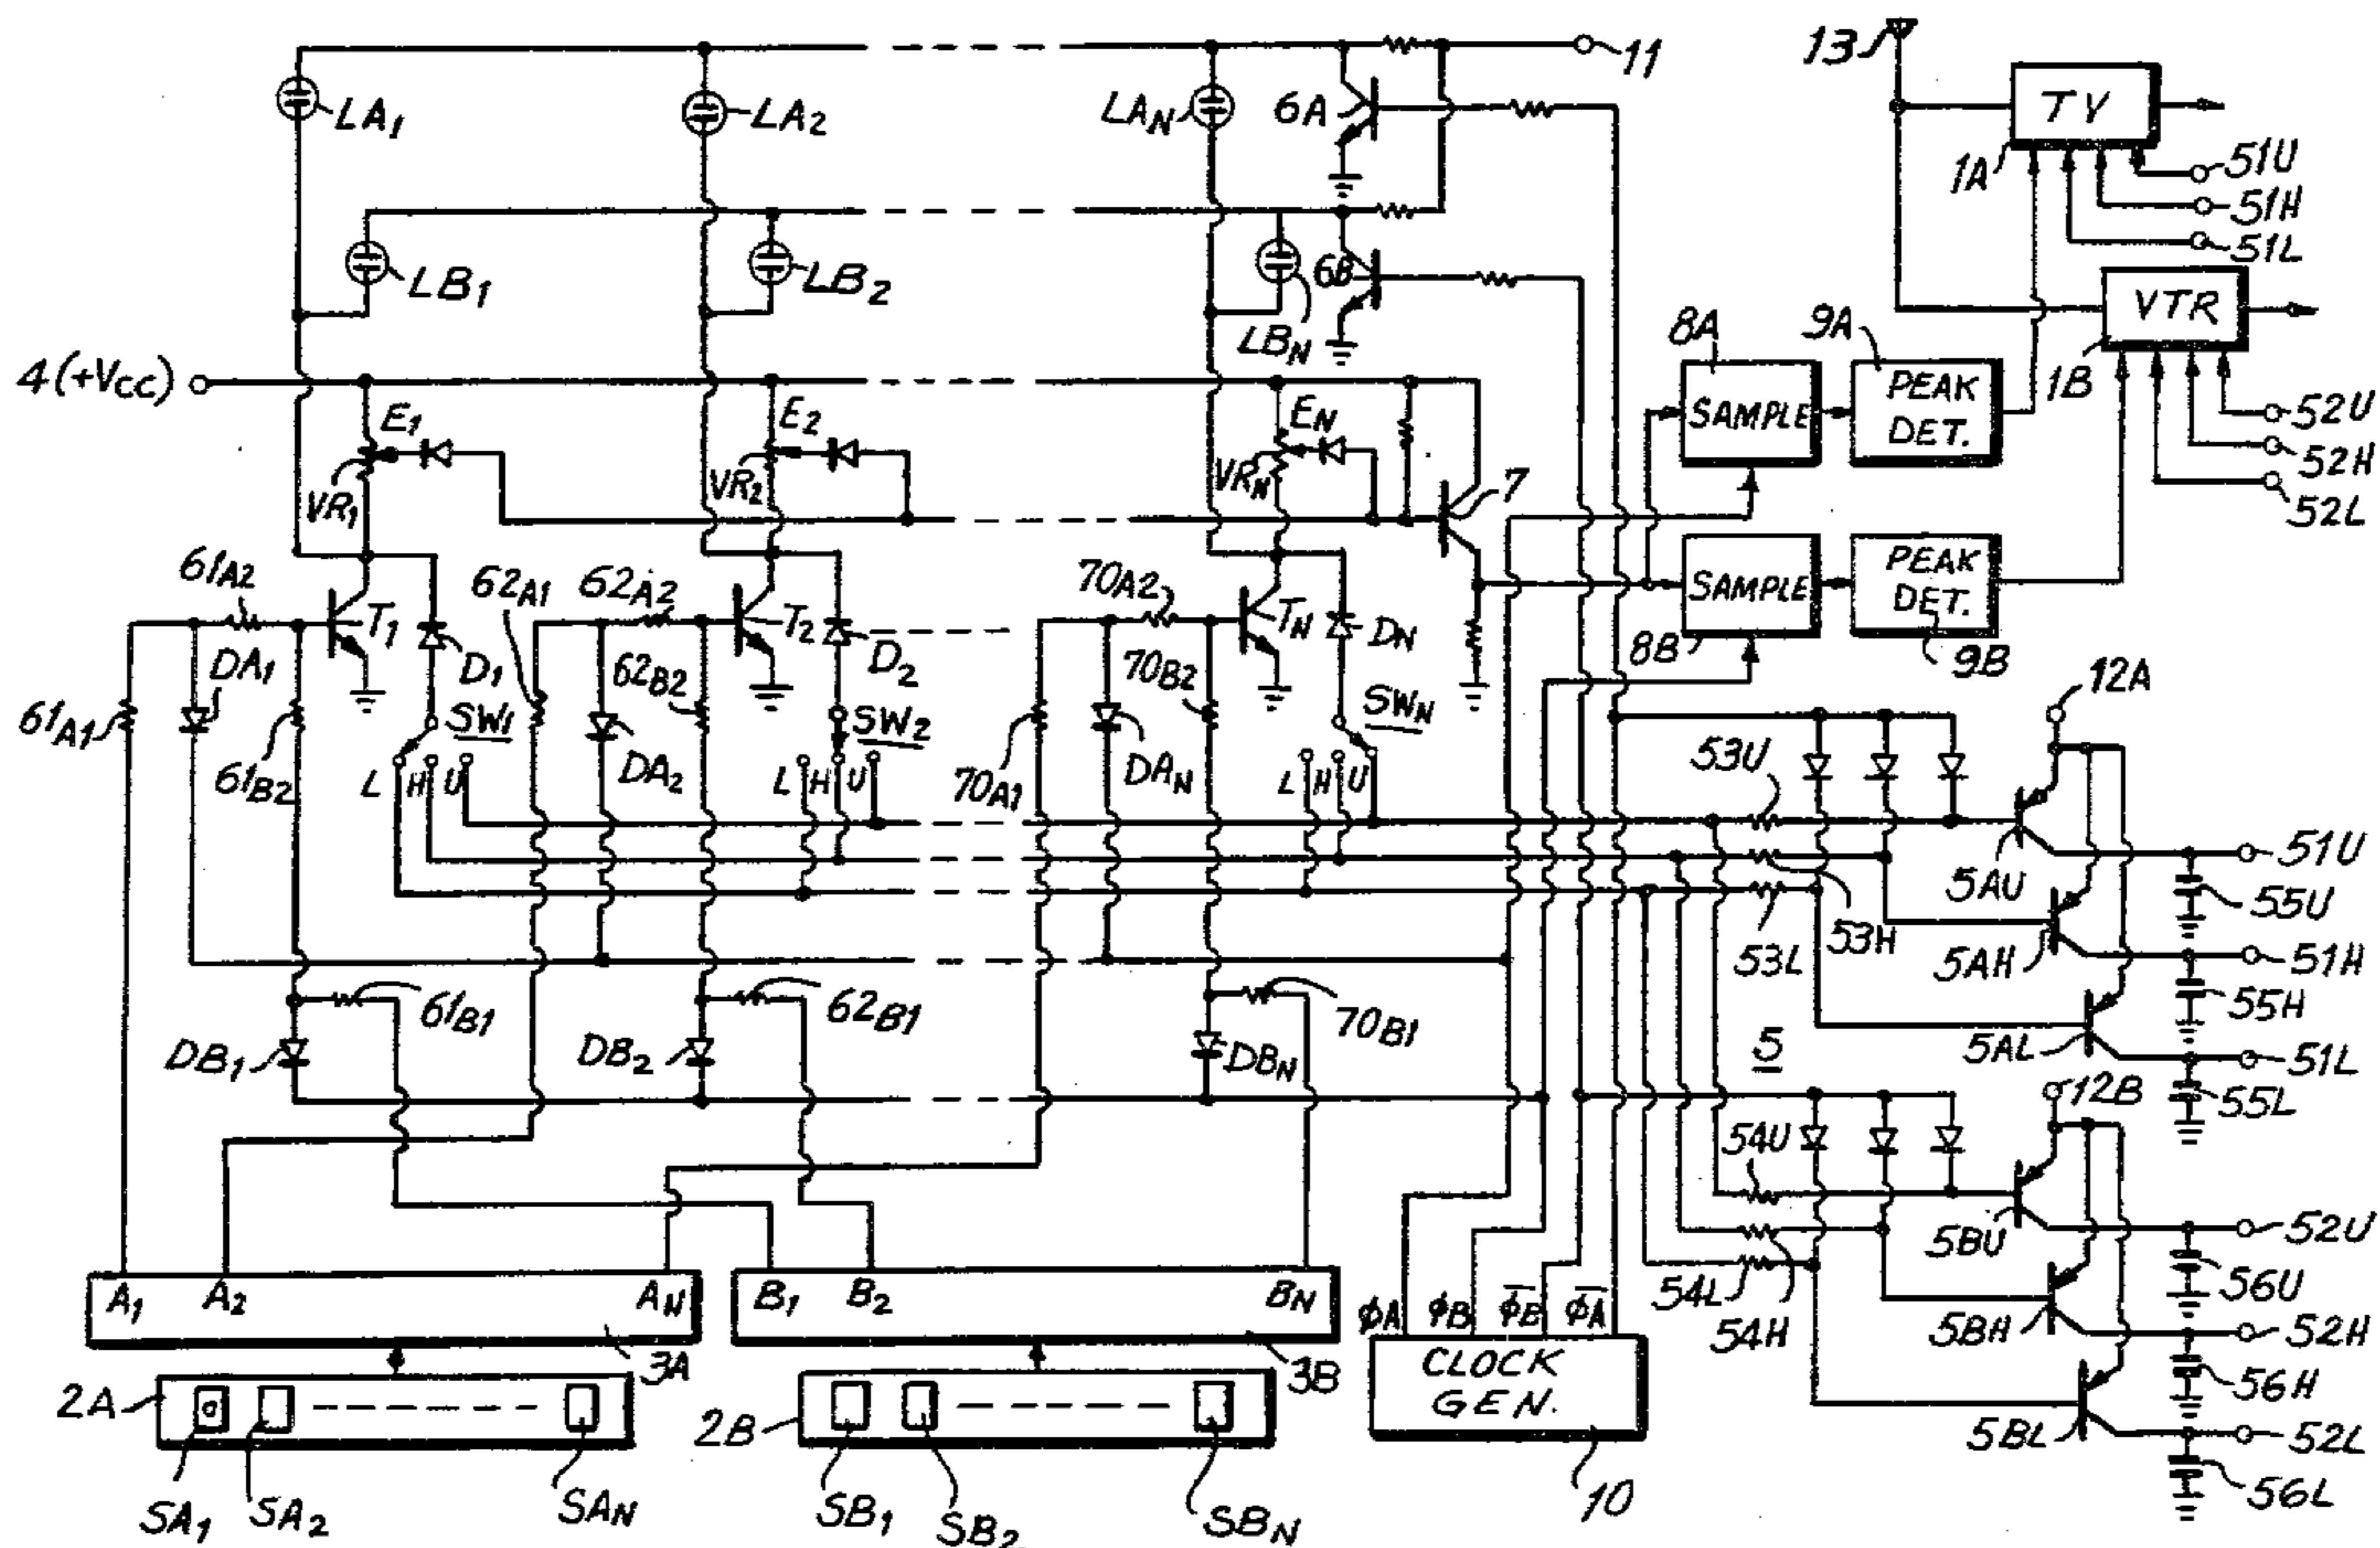 11
13
TV
LA1
LA2
LAN
6A
1A
51U
51H
51L
LB1
LB2
6B
LBN
VTR
8A
9A
1B
4(+Vcc)
E1
E2
EN
SAMPLE
PEAK DET.
52U
52H
52L
VR1
VR2
VRN
7
61A2
62A1
62A2
70A2
SAMPLE
PEAK DET.
T1
T2
TN
DA1
D1
D2
DN
8B
9B
62B2
70B2
12A
61A1
SW1
SW2
SWN
61B2
DA2
70A1
DAN
53U
L H U
L H U
L H U
5AU
51U
55U
53L
53H
5AH
51H
61B1
62B1
70B1
55H
DB1
DB2
DBN
5
5AL
51L
12B
55L
54U
5BU
52U
A1
A2
AN
B1
B2
BN
φA
φB
φB
φA
54L
54H
56U
5BH
52H
3A
3B
CLOCK GEN.
56H
2A
2B
5BL
52L
SA1
SA2
SAN
SB1
SB2
SBN
10
56L